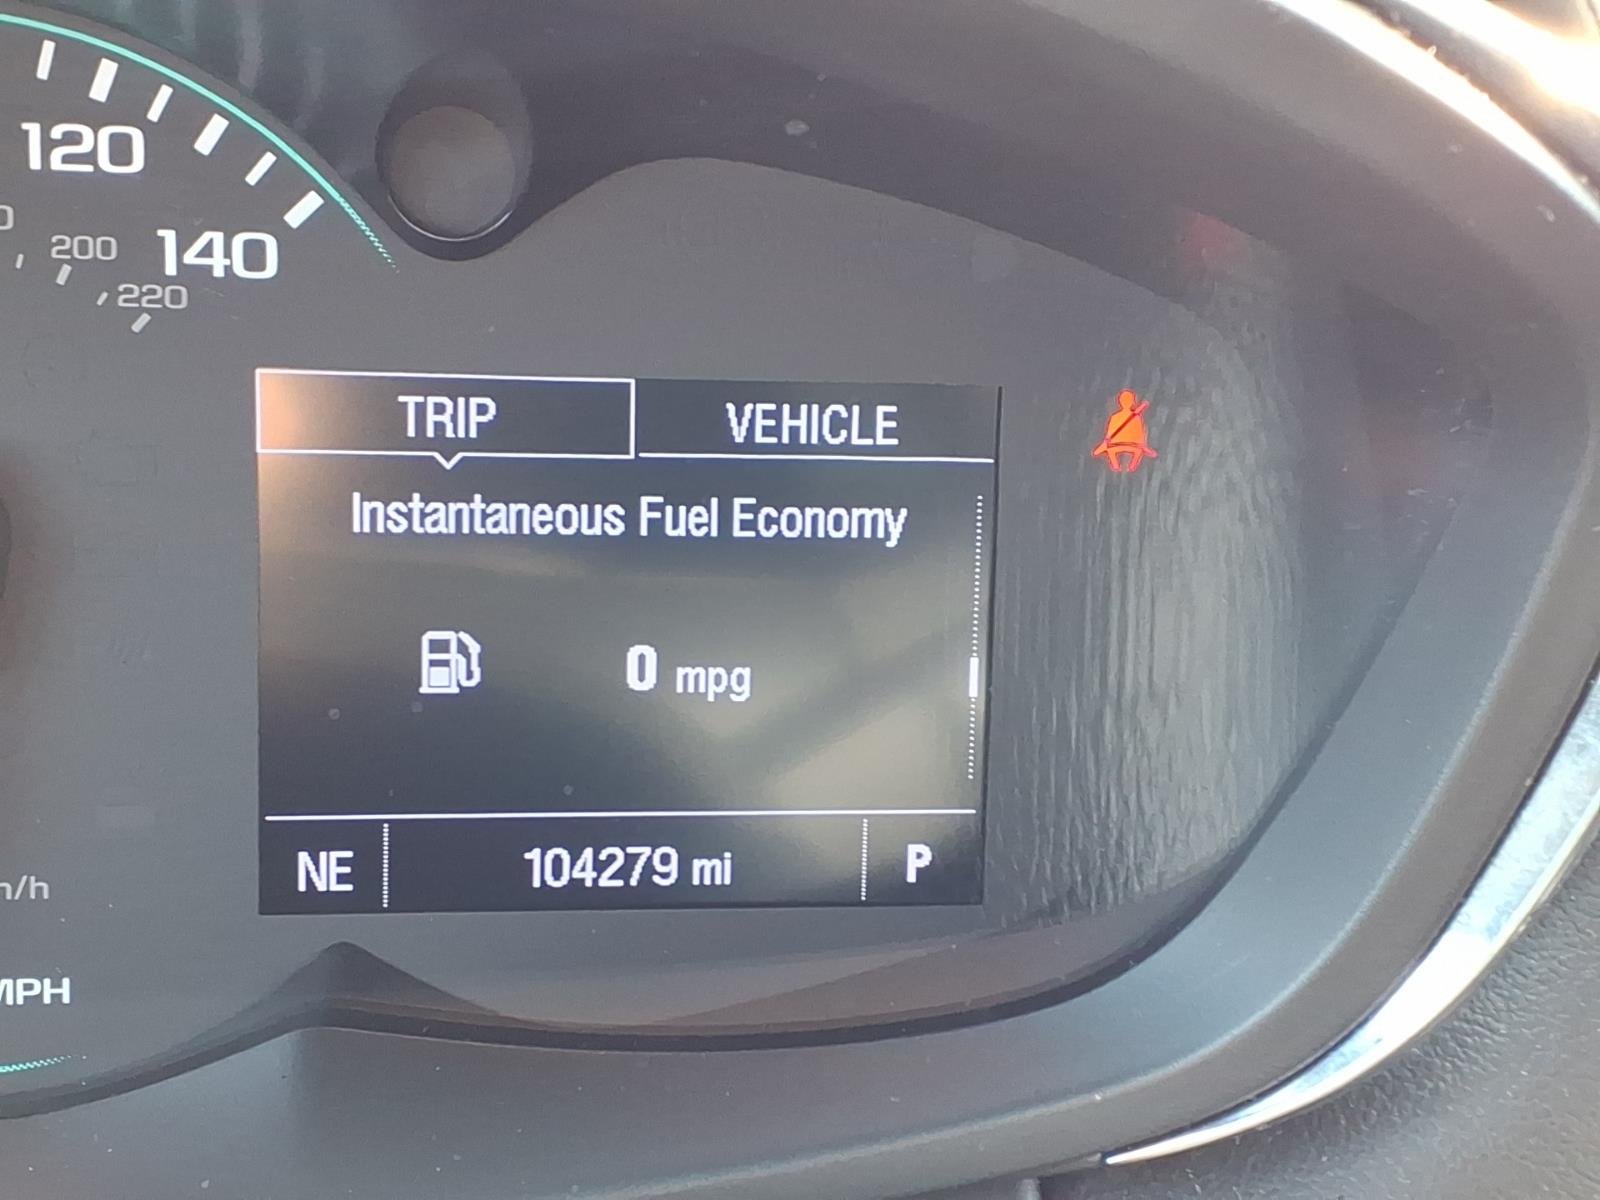 120
200
140
220
TRIP
VEHICLE
Instantaneous Fuel Economy
0 mpg
NE
104279 mi
P
MPH